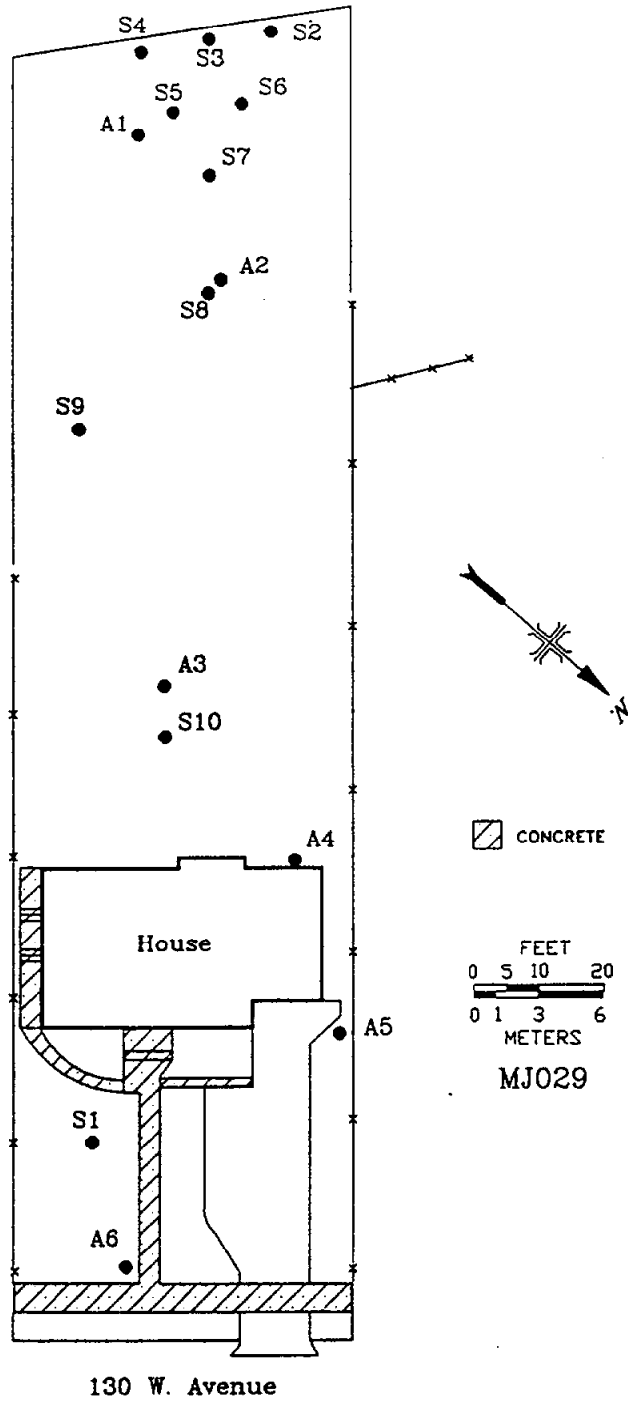 S4
S3
S2
S5
S6
A1
S7
A2
S8
S9
A3
S10
N
A4
CONCRETE
House
FEET
0 5 10 20
0 1 3 6
METERS
A5
MJ029
S1
A6
130 W. Avenue